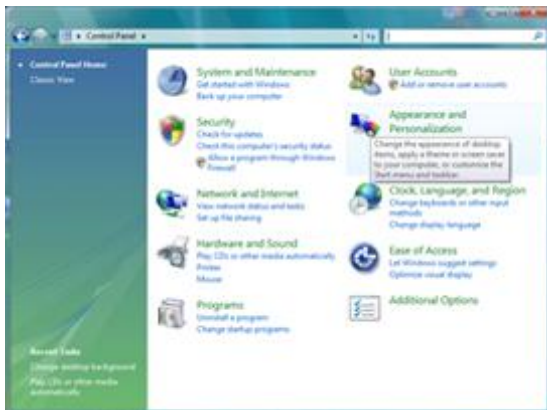 Control Panel
Control Panel Home
Classic View
System and Maintenance
Get started with Windows
Back up your computer
Security
Check for updates
Check this computer's security status
Allow a program through Windows
Firewall
Network and Internet
View network status and tasks
Set up file sharing
Hardware and Sound
Play CDs or other media automatically
Printer
Mouse
Programs
Uninstall a program
Change startup programs
User Accounts
Add or remove user accounts
Appearance and
Personalization
Change the appearance of desktop
items, apply a theme or screen saver
to your computer, or customize the
Start menu and taskbar.
Clock, Language, and Region
Change keyboards or other input
methods
Change display language
Ease of Access
Let Windows suggest settings
Optimize visual display
Additional Options
Recent Tasks
Change desktop background
Play CDs or other media
automatically